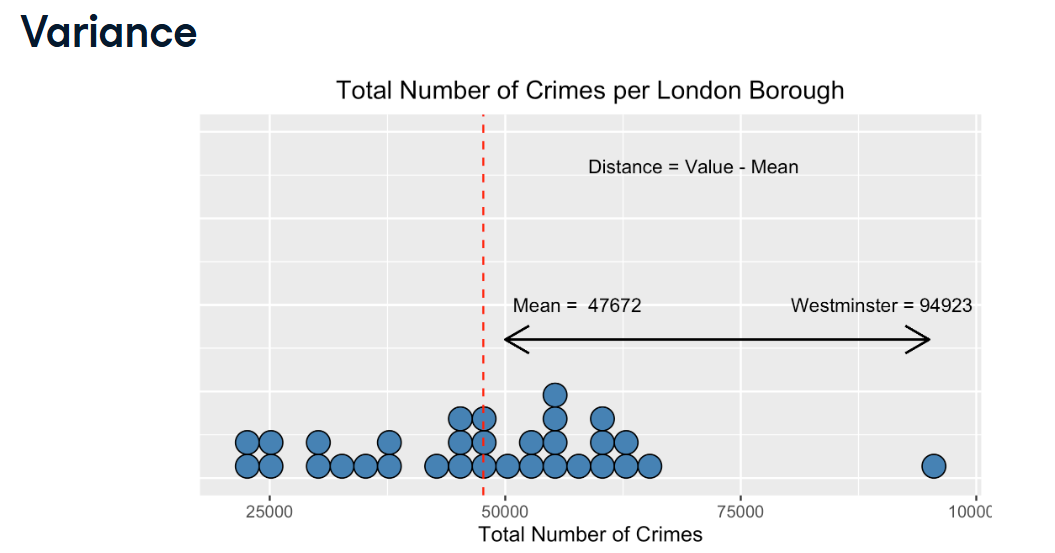 Variance
Total Number of Crimes per London Borough
Distance = Value - Mean
Mean = 47672
Westminster = 94923
25000 50000 75000 10000
Total Number of Crimes